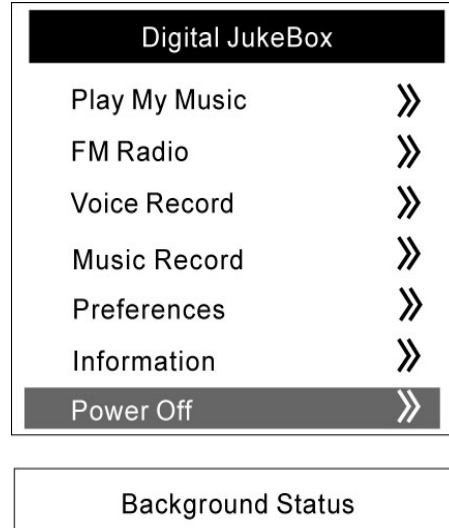 Digital JukeBox
Play My Music
FM Radio
Voice Record
Music Record
Preferences
Information
Power Off
Background Status